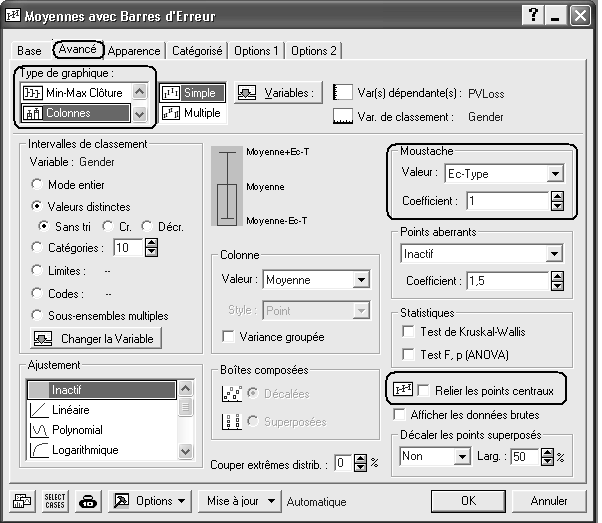 Moyennes avec Barres d'Erreur
Base Avancé Apparence Catégorisé Options 1 Options 2
Type de graphique :
Min-Max Clôture
Colonnes
Simple
Multiple
Variables :
Var(s) dépendante(s) : PVLoss
Var. de classement : Gender
Intervalles de classement
Variable : Gender
Mode entier
Valeurs distinctes
Sans tri Cr. Décr.
Catégories : 10
Limites : --
Codes : --
Sous-ensembles multiples
Changer la Variable
Ajustement
Inactif
Linéaire
Polynomial
Logarithmique
Moyenne+Ec-T
Moyenne
Moyenne-Ec-T
Colonne
Valeur : Moyenne
Style : Point
Variance groupée
Boîtes composées
Décalées
Superposées
Couper extrêmes distrib. : 0 %
Moustache
Valeur : Ec-Type
Coefficient : 1
Points aberrants
Inactif
Coefficient : 1,5
Statistiques
Test de Kruskal-Wallis
Test F, p (ANOVA)
Relier les points centraux
Afficher les données brutes
Décaler les points superposés
Non Larg. : 50 %
SELECT
CASES
Options
Mise à jour
Automatique
OK
Annuler